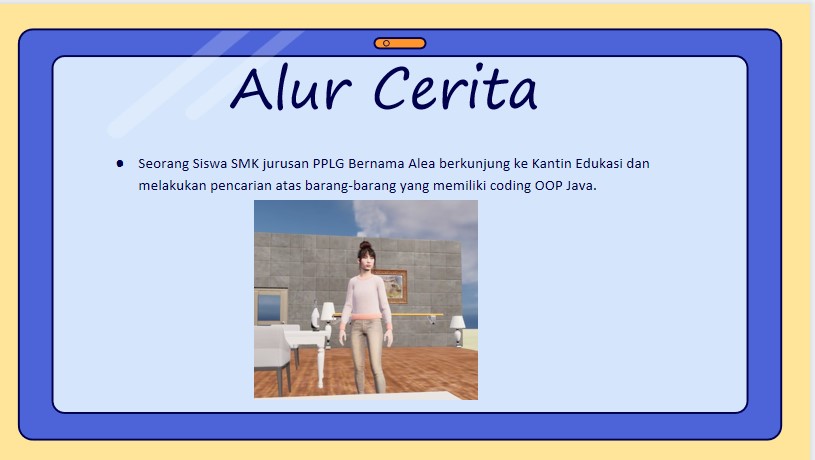 Alur Cerita
Seorang Siswa SMK jurusan PPLG Bernama Alea berkunjung ke Kantin Edukasi dan
melakukan pencarian atas barang-barang yang memiliki coding OOP Java.